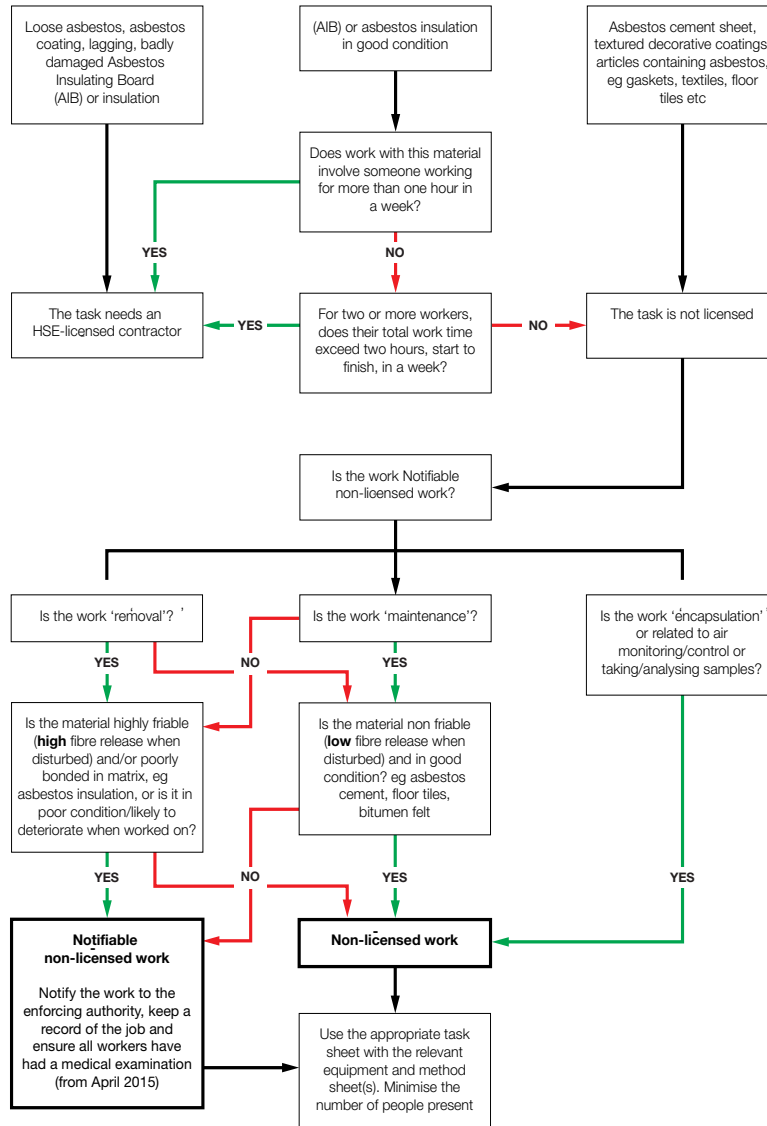 Loose asbestos, asbestos
coating, lagging, badly
damaged Asbestos
Insulating Board
(AIB) or insulation
(AIB) or asbestos insulation
in good condition
Asbestos cement sheet,
textured decorative coatings,
articles containing asbestos,
eg gaskets, textiles, floor
tiles etc
Does work with this material
involve someone working
for more than one hour in
a week?
YES
NO
The task needs an
HSE-licensed contractor
YES
For two or more workers,
does their total work time
exceed two hours, start to
finish, in a week?
NO
The task is not licensed
Is the work Notifiable
non-licensed work?
Is the work ‘removal’?
Is the work ‘maintenance’?
Is the work ‘encapsulation’
or related to air
monitoring/control or
taking/analysing samples?
YES
NO
YES
Is the material highly friable
(high fibre release when
disturbed) and/or poorly
bonded in matrix, eg
asbestos insulation, or is it in
poor condition/likely to
deteriorate when worked on?
Is the material non friable
(low fibre release when
disturbed) and in good
condition? eg asbestos
cement, floor tiles,
bitumen felt
YES
NO
YES
YES
Notifiable
non-licensed work
Notify the work to the
enforcing authority, keep a
record of the job and
ensure all workers have
had a medical examination
(from April 2015)
Non-licensed work
Use the appropriate task
sheet with the relevant
equipment and method
sheet(s). Minimise the
number of people present